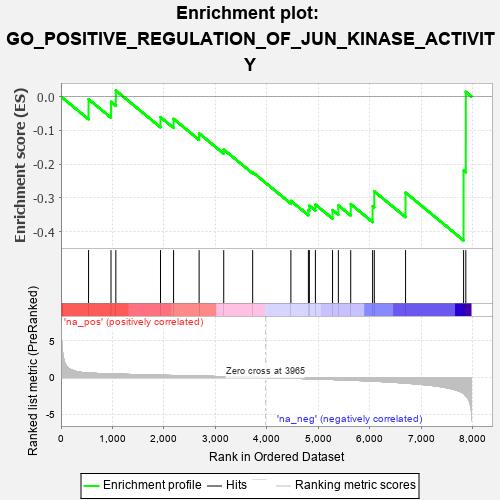 Enrichment plot:
GO_POSITIVE_REGULATION_OF_JUN_KINASE_ACTIVIT
Y
Enrichment score (ES)
0.0
-0.1
-0.2
-0.3
-0.4
'na_pos' (positively correlated)
Ranked list metric (PreRanked)
5
0
-5
Zero cross at 3965
'na_neg' (negatively correlated)
0
1,000
2,000
3,000
4,000
5,000
6,000
7,000
8,000
Rank in Ordered Dataset
Enrichment profile
Hits
Ranking metric scores